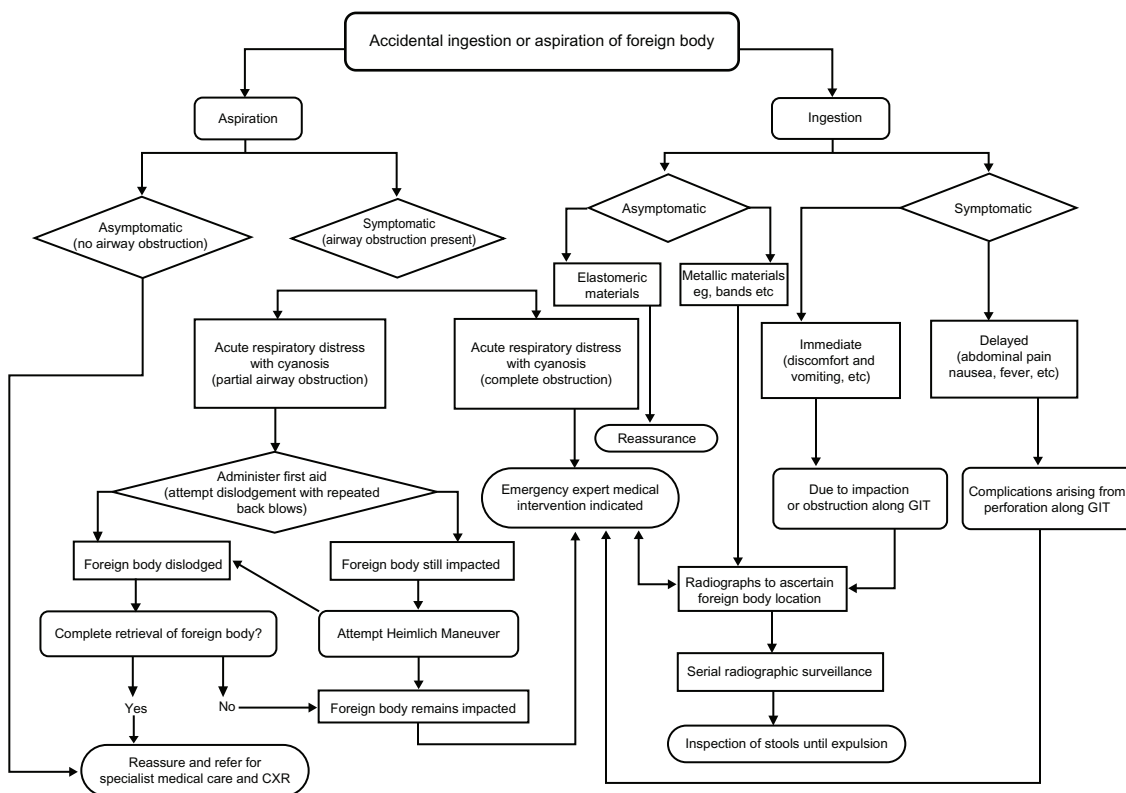 Accidental ingestion or aspiration of foreign body
Aspiration
Ingestion
Asymptomatic
(no airway obstruction)
Symptomatic
(airway obstruction present)
Asymptomatic
Symptomatic
Elastomeric
materials
Metallic materials
eg, bands etc
Acute respiratory distress
with cyanosis
(partial airway obstruction)
Acute respiratory distress
with cyanosis
(complete obstruction)
Immediate
(discomfort and
vomiting, etc)
Delayed
(abdominal pain
nausea, fever, etc)
Reassurance
Administer first aid
(attempt dislodgement with repeated
back blows)
Emergency expert medical
intervention indicated
Due to impaction
or obstruction along GIT
Complications arising from
perforation along GIT
Foreign body dislodged
Foreign body still impacted
Radiographs to ascertain
foreign body location
Complete retrieval of foreign body?
Attempt Heimlich Maneuver
Serial radiographic surveillance
Yes
No
Foreign body remains impacted
Inspection of stools until expulsion
Reassure and refer for
specialist medical care and CXR